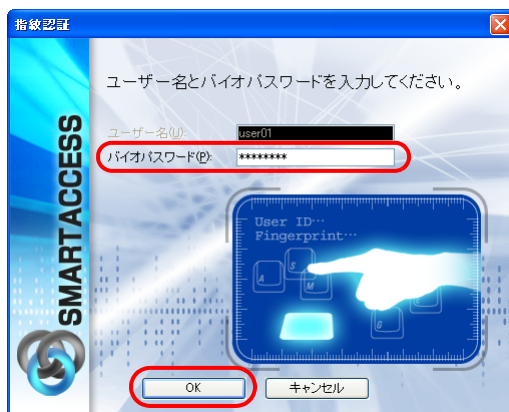 指紋認証
ユーザー名とバイオパスワードを入力してください。
ユーザー名(U):
user01
バイオパスワード(P):
********
SMARTACCESS
User ID…
Fingerprint…
A
S
M
G
OK
キャンセル